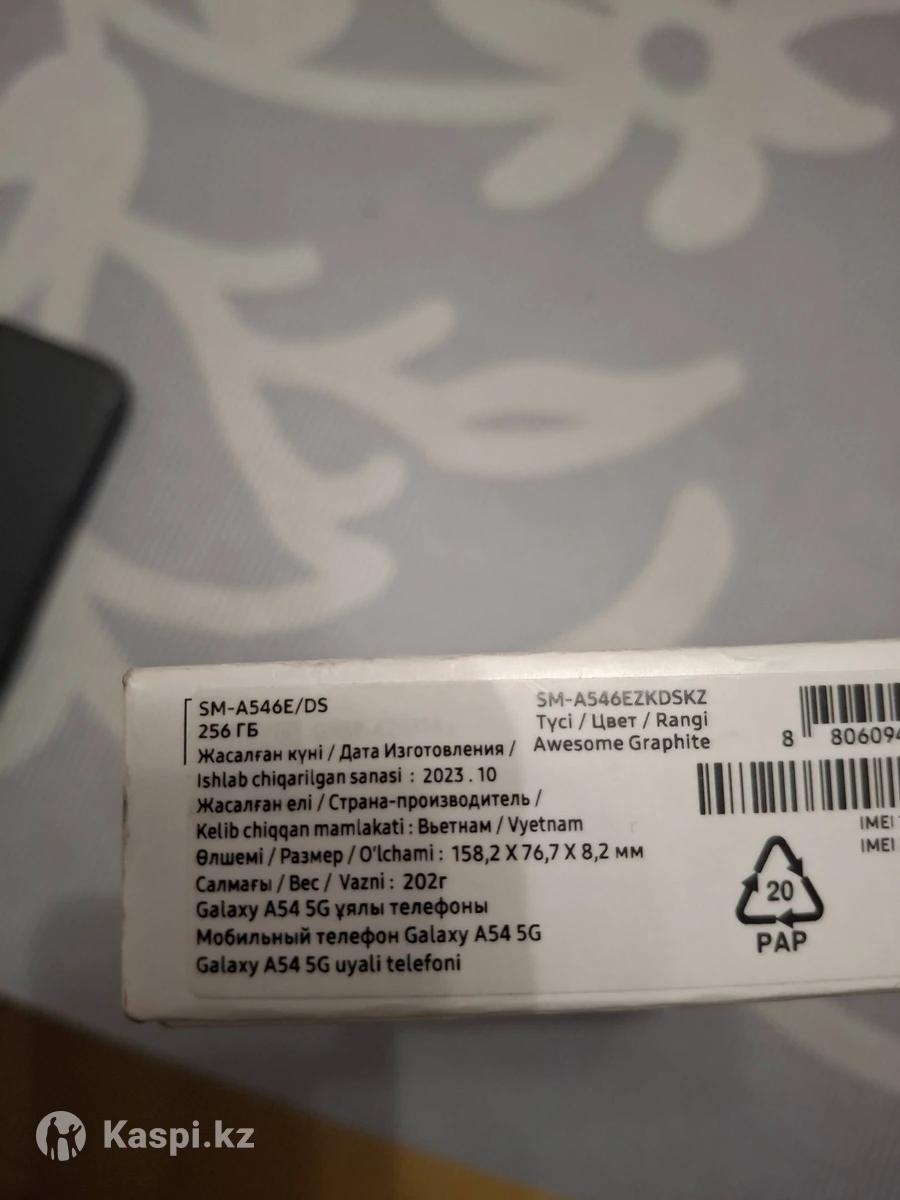 SM-A546E/DS
256 ГБ
Жасалған күні / Дата Изготовления /
Ishlab chiqarilgan sanasi : 2023 . 10
Жасалған елі / Страна-производитель /
Kelib chiqqan mamlakati : Вьетнам / Vyetnam
Өлшемі / Размер / O'lchami : 158,2 X 76,7 X 8,2 мм
Салмағы / Вес / Vazni : 202г
Galaxy A54 5G ұялы телефоны
Мобильный телефон Galaxy A54 5G
Galaxy A54 5G uyali telefoni
SM-A546EZKDSKZ
Түсі / Цвет / Rangi
Awesome Graphite
8 806094
IMEI
IMEI
20
PAP
Kaspi.kz